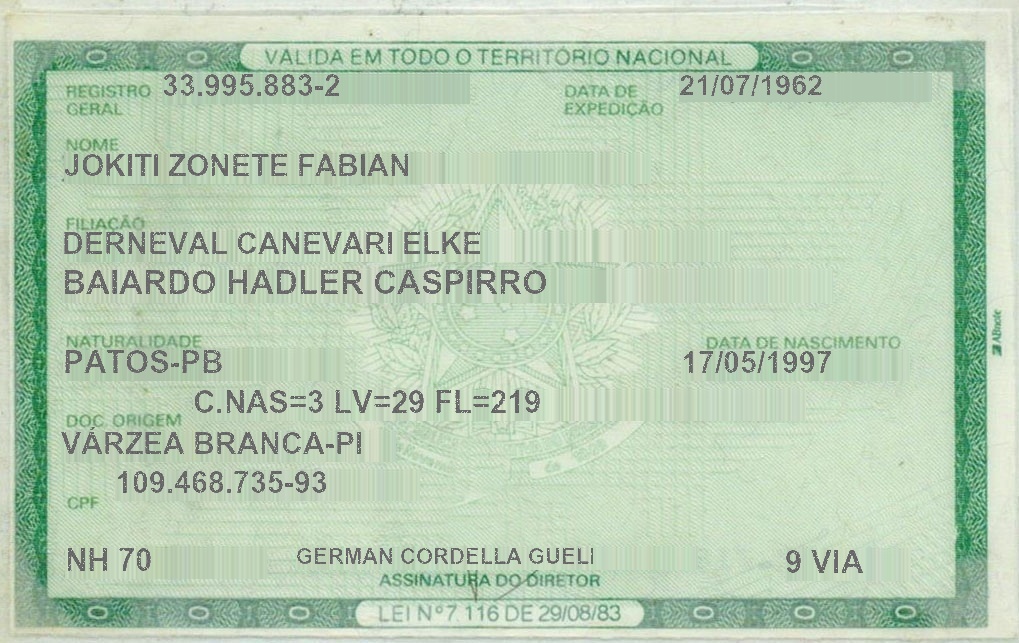 VÁLIDA EM TODO O TERRITÓRIO NACIONAL
REGISTRO GERAL 33.995.883-2 DATA DE EXPEDIÇÃO 21/07/1962
NOME
JOKITI ZONETE FABIAN
FILIAÇÃO
DERNEVAL CANEVARI ELKE
BAIARDO HADLER CASPIRRO
NATURALIDADE DATA DE NASCIMENTO
PATOS-PB 17/05/1997
C.NAS=3 LV=29 FL=219
DOC. ORIGEM
VÁRZEA BRANCA-PI
109.468.735-93
CPF
NH 70 GERMAN CORDELLA GUELI 9 VIA
ASSINATURA DO DIRETOR
LEI Nº 7.116 DE 29/08/83
ABnote